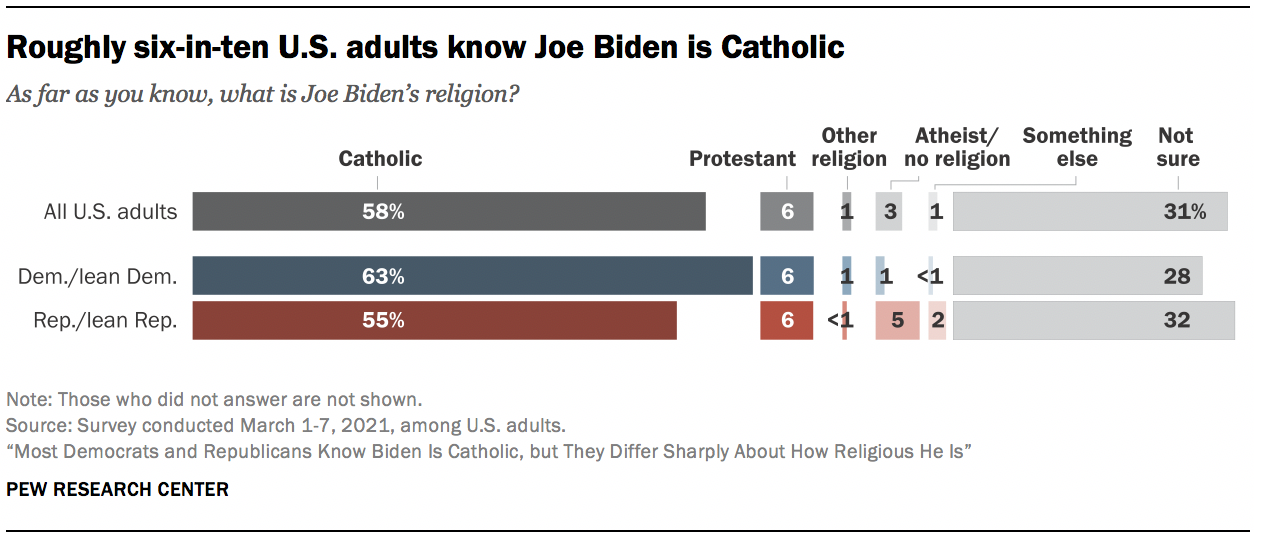 Roughly six-in-ten U.S. adults know Joe Biden is Catholic
As far as you know, what is Joe Biden's religion?
Catholic
Protestant
Other
religion
Atheist/
no religion
Something
else
Not
sure
All U.S. adults 58% 6 1 3 1 31%
Dem./lean Dem. 63% 6 1 1 <1 28
Rep./lean Rep. 55% 6 <1 5 2 32
Note: Those who did not answer are not shown.
Source: Survey conducted March 1-7, 2021, among U.S. adults.
“Most Democrats and Republicans Know Biden Is Catholic, but They Differ Sharply About How Religious He Is”
PEW RESEARCH CENTER